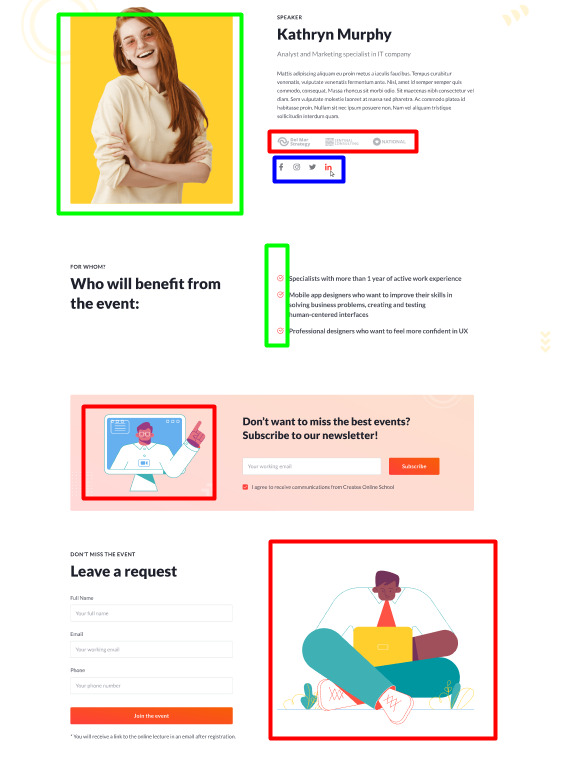 SPEAKER
Kathryn Murphy
Analyst and Marketing specialist in IT company
Mattis adipiscing aliquam eu proin metus a iaculis faucibus. Tempus curabitur
venenatis, vulputate venenatis fermentum ante. Nisl, amet id semper semper quis
commodo, consequat. Massa rhoncus sit morbi odio. Sit maecenas nibh consectetur vel
diam. Sem vulputate molestie laoreet at massa sed pharetra. Ac commodo platea id
habitasse proin. Nullam sit nec ipsum posuere non. Nam vel aliquam tristique
sollicitudin interdum quam.
Del Mar Strategy
CENTRAL CONSULTING
NATIONAL
FOR WHOM?
Who will benefit from
the event:
Specialists with more than 1 year of active work experience
Mobile app designers who want to improve their skills in
solving business problems, creating and testing
human-centered interfaces
Professional designers who want to feel more confident in UX
Don't want to miss the best events?
Subscribe to our newsletter!
Your working email
Subscribe
I agree to receive communications from Createx Online School
DON'T MISS THE EVENT
Leave a request
Full Name
Your full name
Email
Your working email
Phone
Your phone number
Join the event
* You will receive a link to the online lecture in an email after registration.